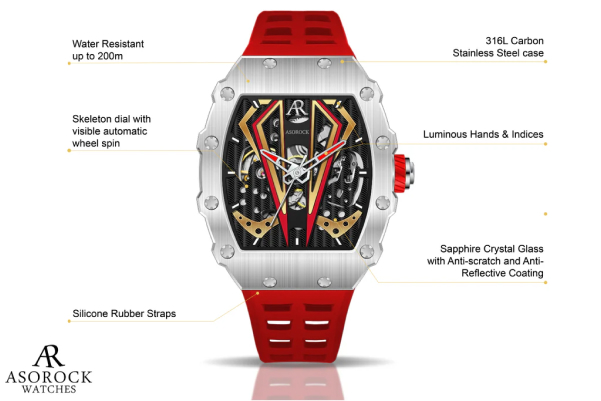 Water Resistant
up to 200m
316L Carbon
Stainless Steel case
Skeleton dial with
visible automatic
wheel spin
AR
ASOROCK
Luminous Hands & Indices
Sapphire Crystal Glass
with Anti-scratch and Anti-
Reflective Coating
Silicone Rubber Straps
AR
ASOROCK
WATCHES